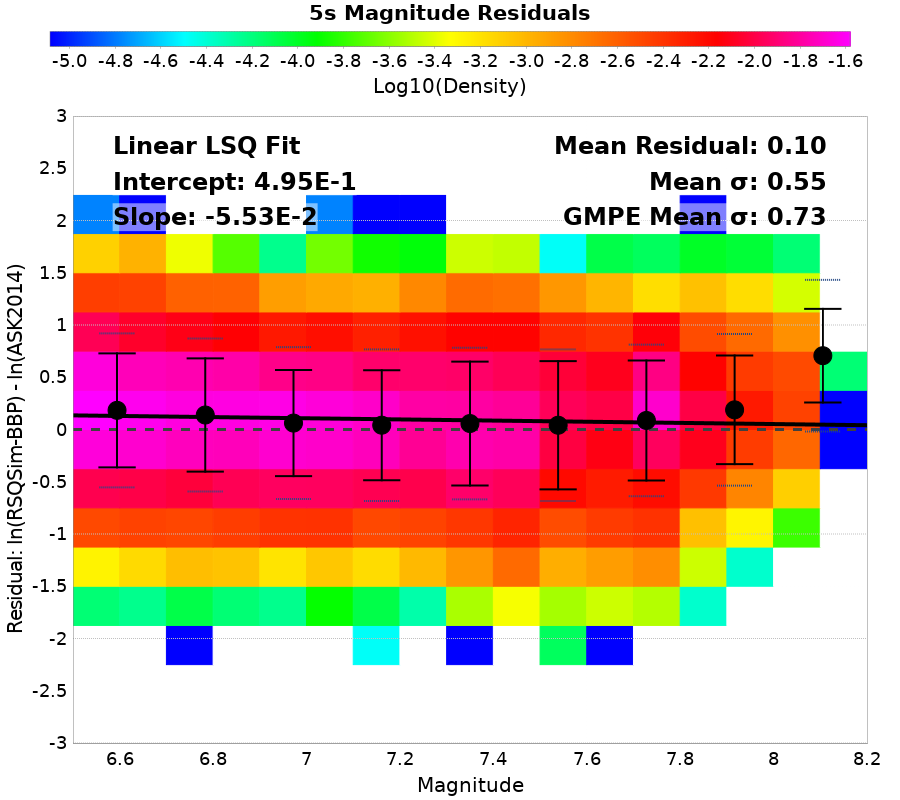 5s Magnitude Residuals
-5.0 -4.8 -4.6 -4.4 -4.2 -4.0 -3.8 -3.6 -3.4 -3.2 -3.0 -2.8 -2.6 -2.4 -2.2 -2.0 -1.8 -1.6
Log10(Density)
Linear LSQ Fit
Intercept: 4.95E-1
Slope: -5.53E-2
Mean Residual: 0.10
Mean σ: 0.55
GMPE Mean σ: 0.73
Residual: ln(RSQSim-BBP) - ln(ASK2014)
3
2.5
2
1.5
1
0.5
0
-0.5
-1
-1.5
-2
-2.5
-3
6.6 6.8 7 7.2 7.4 7.6 7.8 8 8.2
Magnitude